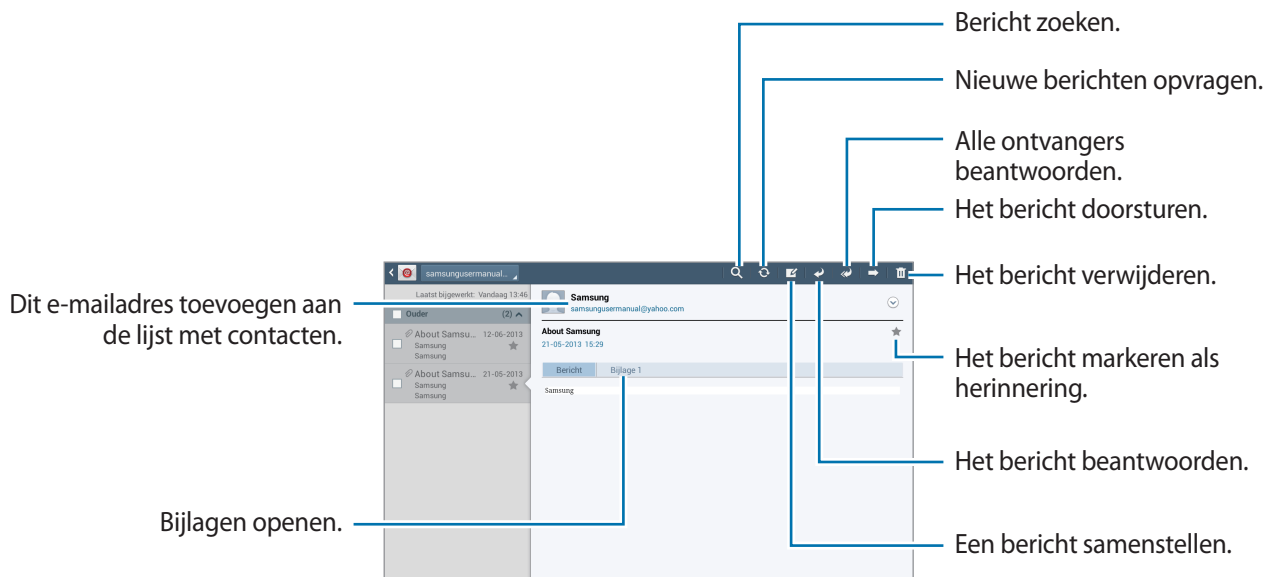 Bericht zoeken.
Nieuwe berichten opvragen.
Alle ontvangers
beantwoorden.
Het bericht doorsturen.
Het bericht verwijderen.
Dit e-mailadres toevoegen aan
de lijst met contacten.
Het bericht markeren als
herinnering.
Het bericht beantwoorden.
Bijlagen openen.
Een bericht samenstellen.
samsungusermanual..
Laatst bijgewerkt: Vandaag 13:46
Ouder (2)
About Samsu... 12-06-2013
Samsung
Samsung
About Samsu... 21-05-2013
Samsung
Samsung
Samsung
samsungusermanual@yahoo.com
About Samsung
21-05-2013 15:29
Bericht Bijlage 1
Samsung